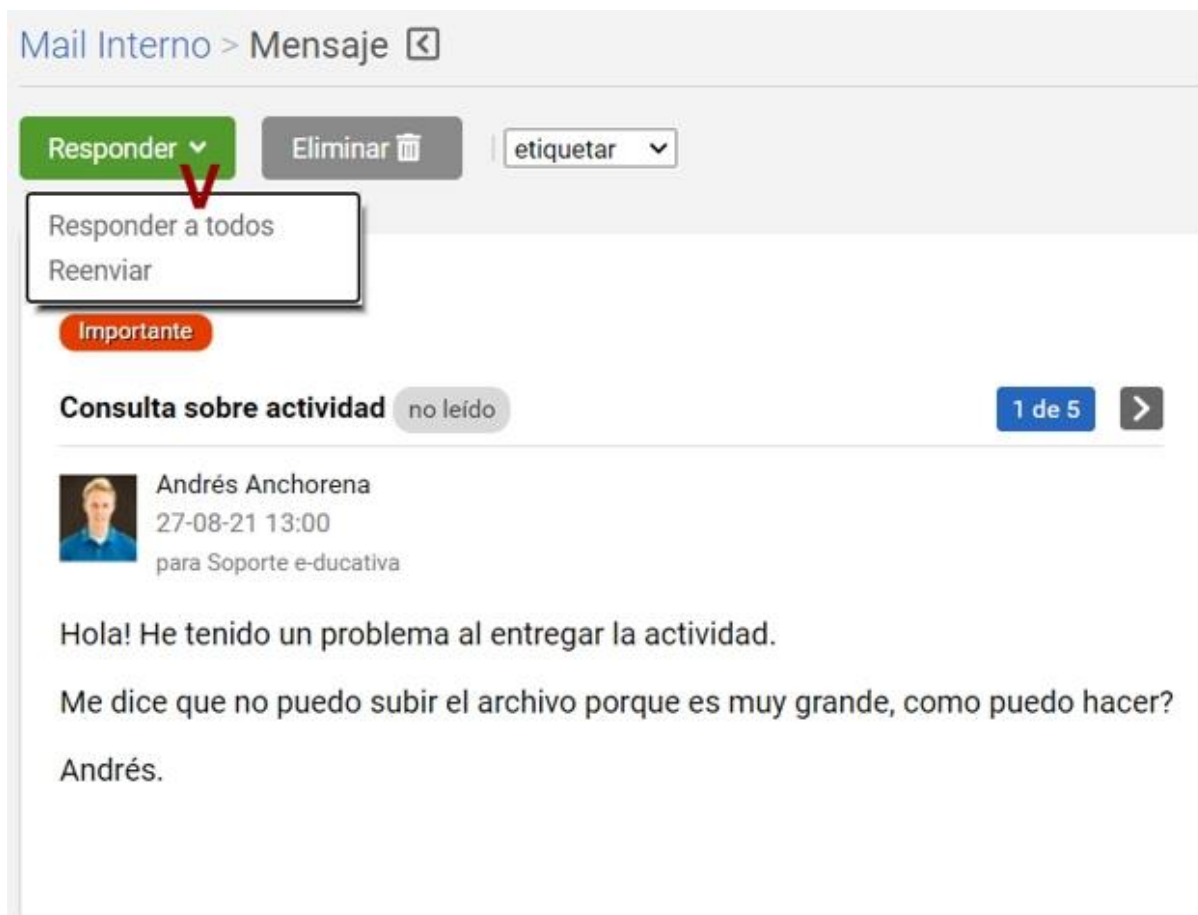 Mail Interno > Mensaje
Responder Eliminar | etiquetar
V
Responder a todos
Reenviar
Importante
Consulta sobre actividad no leído 1 de 5 >
Andrés Anchorena
27-08-21 13:00
para Soporte e-ducativa
Hola! He tenido un problema al entregar la actividad.
Me dice que no puedo subir el archivo porque es muy grande, como puedo hacer?
Andrés.